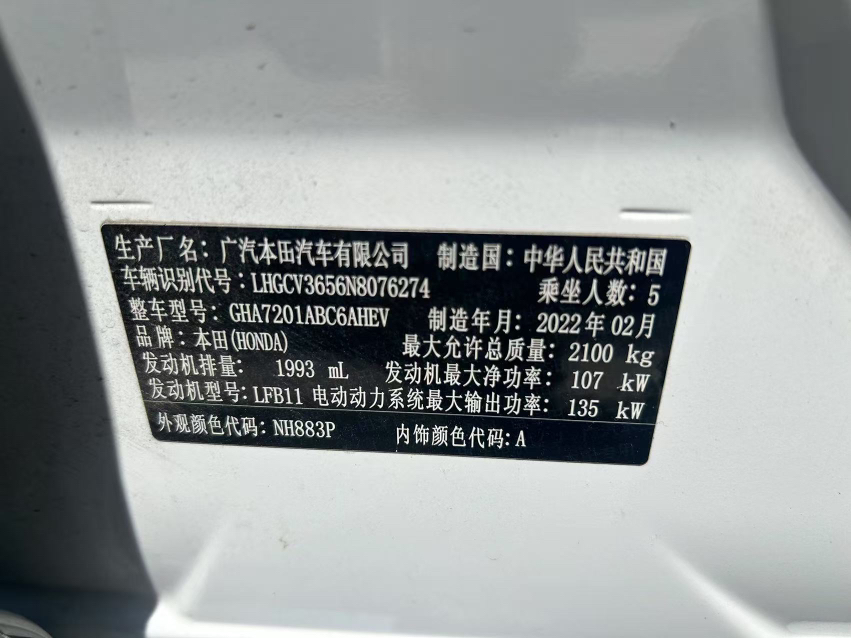 生产厂名：广汽本田汽车有限公司 制造国：中华人民共和国
车辆识别代号：LHGCV3656N8076274 乘坐人数：5
整车型号：GHA7201ABC6AHEV 制造年月：2022年02月
品牌：本田(HONDA) 最大允许总质量：2100 kg
发动机排量： 1993 mL 发动机最大净功率：107 kW
发动机型号：LFB11 电动动力系统最大输出功率：135 kW
外观颜色代码：NH883P 内饰颜色代码：A